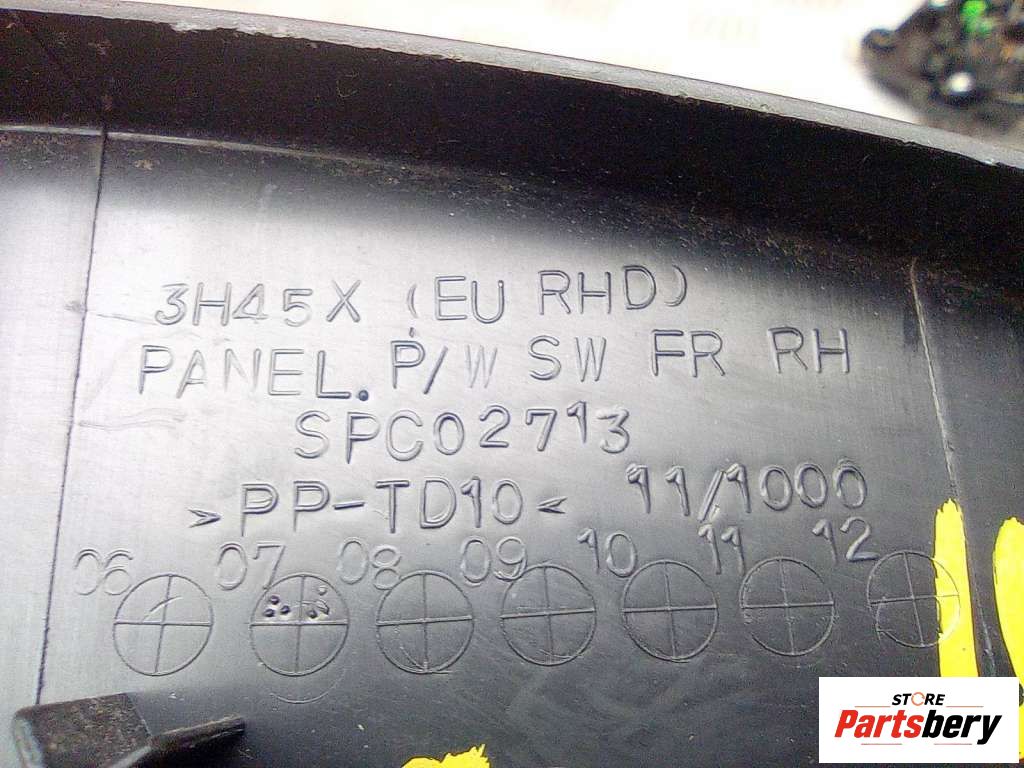 3H45X (EU RHD)
PANEL. P/W SW FR RH
SPC02713
>PP-TD10< 11/1000
06 07 08 09 10 11 12
STORE
Partsbery